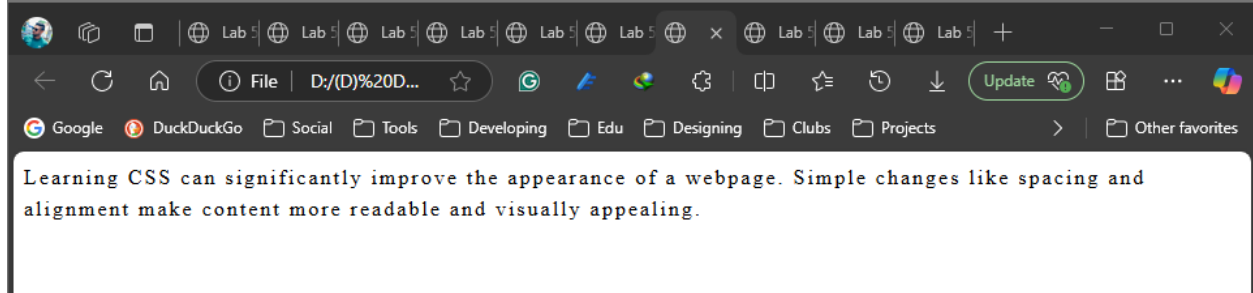 Lab 5 Lab 5 Lab 5 Lab 5 Lab 5 Lab 5 Lab 5 Lab 5 Lab 5
File D:/(D)%20D... Update
Google DuckDuckGo Social Tools Developing Edu Designing Clubs Projects Other favorites
Learning CSS can significantly improve the appearance of a webpage. Simple changes like spacing and
alignment make content more readable and visually appealing.